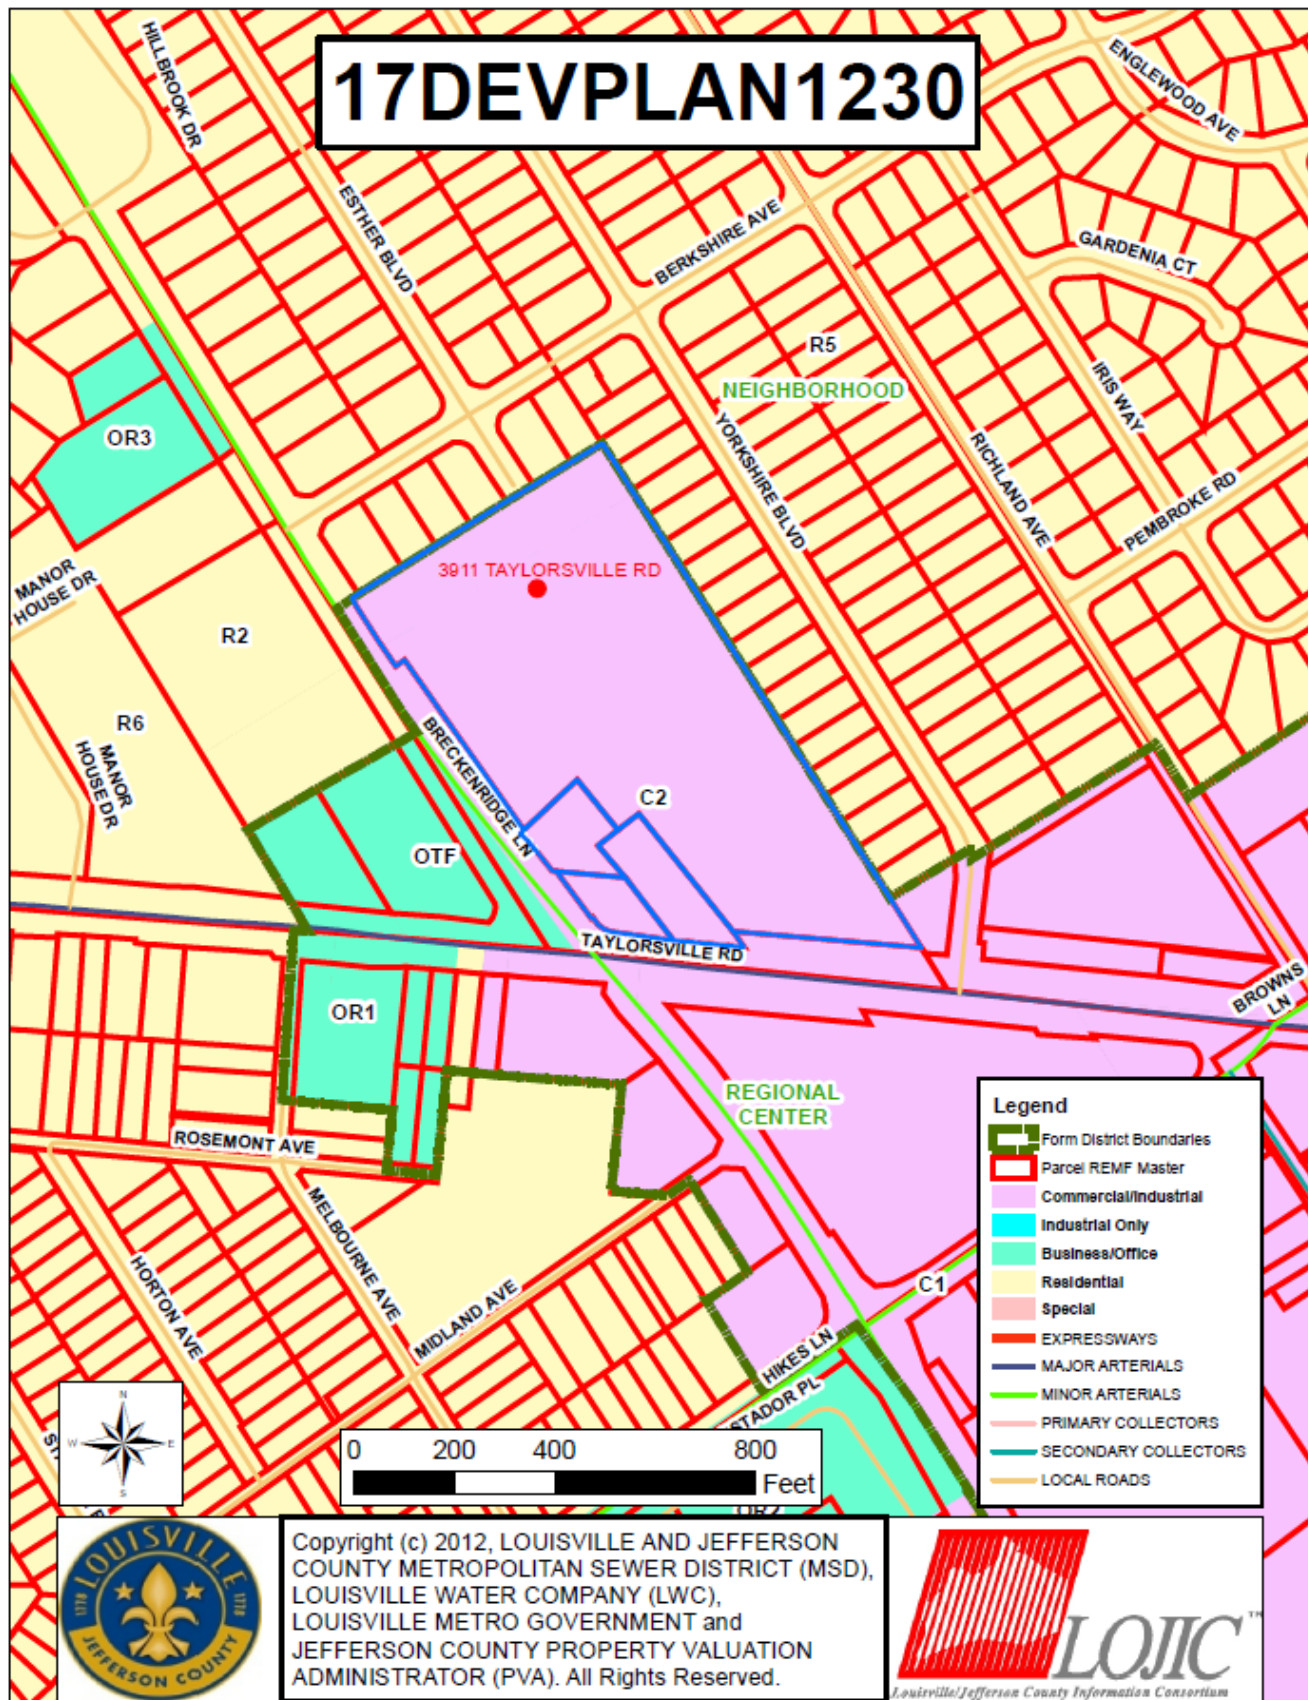 17DEVPLAN1230
HILLBROOK DR
ENGLEWOOD AVE
ESTHER BLVD
BERKSHIRE AVE
GARDENIA CT
R5
NEIGHBORHOOD
IRIS WAY
OR3
YORKSHIRE BLVD
RICHLAND AVE
PEMBROKE RD
3911 TAYLORSVILLE RD
MANOR
HOUSE DR
R2
R6
MANOR
HOUSE DR
BRECKENRIDGE LN
C2
OTF
TAYLORSVILLE RD
BROWNS
LN
OR1
REGIONAL
CENTER
ROSEMONT AVE
MELBOURNE AVE
HORTON AVE
MIDLAND AVE
C1
HIKES LN
STADOR PL
OR2
Legend
Form District Boundaries
Parcel REMF Master
Commercial/Industrial
Industrial Only
Business/Office
Residential
Special
EXPRESSWAYS
MAJOR ARTERIALS
MINOR ARTERIALS
PRIMARY COLLECTORS
SECONDARY COLLECTORS
LOCAL ROADS
N
W E
S
0 200 400 800
Feet
LOUISVILLE
1778 1778
JEFFERSON COUNTY
Copyright (c) 2012, LOUISVILLE AND JEFFERSON
COUNTY METROPOLITAN SEWER DISTRICT (MSD),
LOUISVILLE WATER COMPANY (LWC),
LOUISVILLE METRO GOVERNMENT and
JEFFERSON COUNTY PROPERTY VALUATION
ADMINISTRATOR (PVA). All Rights Reserved.
LOJIC™
Louisville/Jefferson County Information Consortium